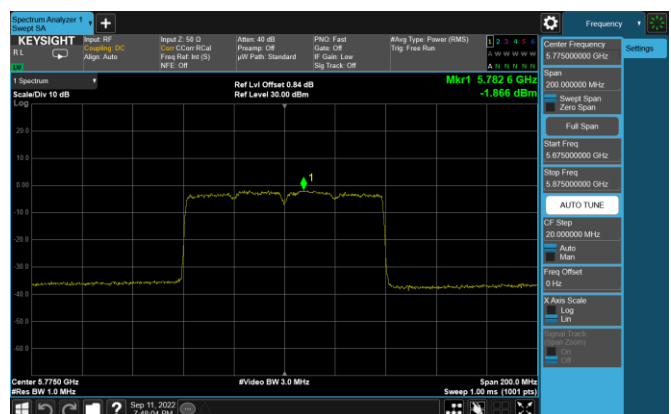 Spectrum Analyzer 1
Swept SA
Frequency
KEYSIGHT
R L
Input: RF
Coupling: DC
Align: Auto
Input Z: 50 Ω
Corr CCorr RCal
Freq Ref: Int (S)
NFE: Off
Atten: 40 dB
Preamp: Off
µW Path: Standard
PNO: Fast
Gate: Off
IF Gain: Low
Sig Track: Off
#Avg Type: Power (RMS)
Trig: Free Run
1 2 3 4 5 6
A W W W W W
A N N N N N
1 Spectrum
Scale/Div 10 dB
Log
Ref Lvl Offset 0.84 dB
Ref Level 30.00 dBm
Mkr1 5.782 6 GHz
-1.866 dBm
20.0
10.0
0.00
-10.0
-20.0
-30.0
-40.0
-50.0
-60.0
1
Center 5.7750 GHz
#Res BW 1.0 MHz
#Video BW 3.0 MHz
Span 200.0 MHz
Sweep 1.00 ms (1001 pts)
Sep 11, 2022
7:48:04 PM
Center Frequency
5.775000000 GHz
Settings
Span
200.000000 MHz
Swept Span
Zero Span
Full Span
Start Freq
5.675000000 GHz
Stop Freq
5.875000000 GHz
AUTO TUNE
CF Step
20.000000 MHz
Auto
Man
Freq Offset
0 Hz
X Axis Scale
Log
Lin
Signal Track
(Span Zoom)
On
Off